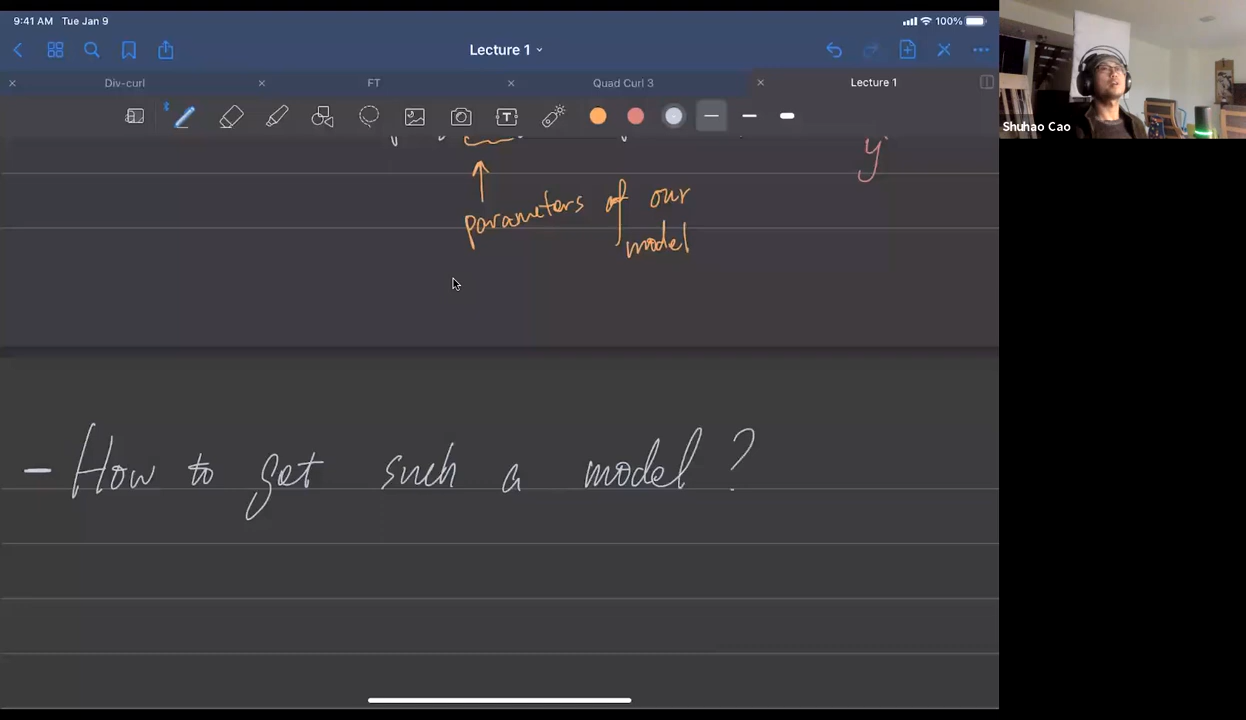 9:41 AM Tue Jan 9
100%
Lecture 1
Div-curl
FT
Quad Curl 3
Lecture 1
T
y
parameters of our
model
- How to get such a model?
Shuhao Cao